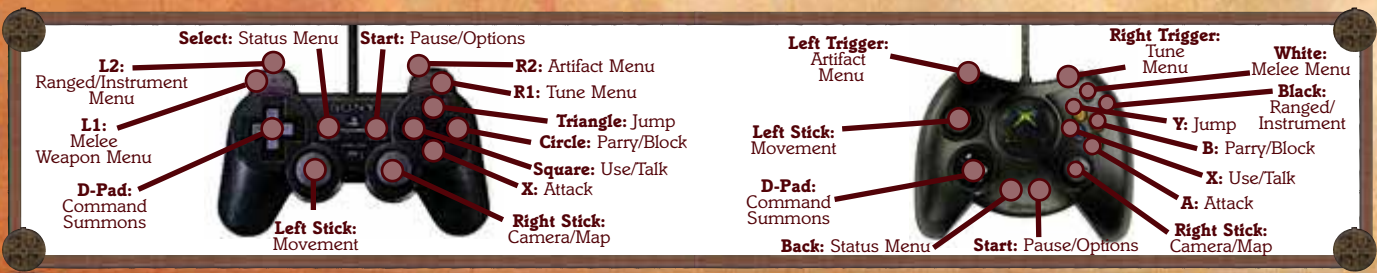 Select: Status Menu
Start: Pause/Options
L2:
Ranged/Instrument
Menu
R2: Artifact Menu
R1: Tune Menu
L1:
Melee
Weapon Menu
Triangle: Jump
Circle: Parry/Block
Square: Use/Talk
X: Attack
D-Pad:
Command
Summons
Left Stick:
Movement
Right Stick:
Camera/Map
SONY
Left Trigger:
Artifact
Menu
Right Trigger:
Tune
Menu
White:
Melee Menu
Black:
Ranged/
Instrument
Left Stick:
Movement
Y: Jump
B: Parry/Block
X: Use/Talk
A: Attack
D-Pad:
Command
Summons
Right Stick:
Camera/Map
Back: Status Menu
Start: Pause/Options